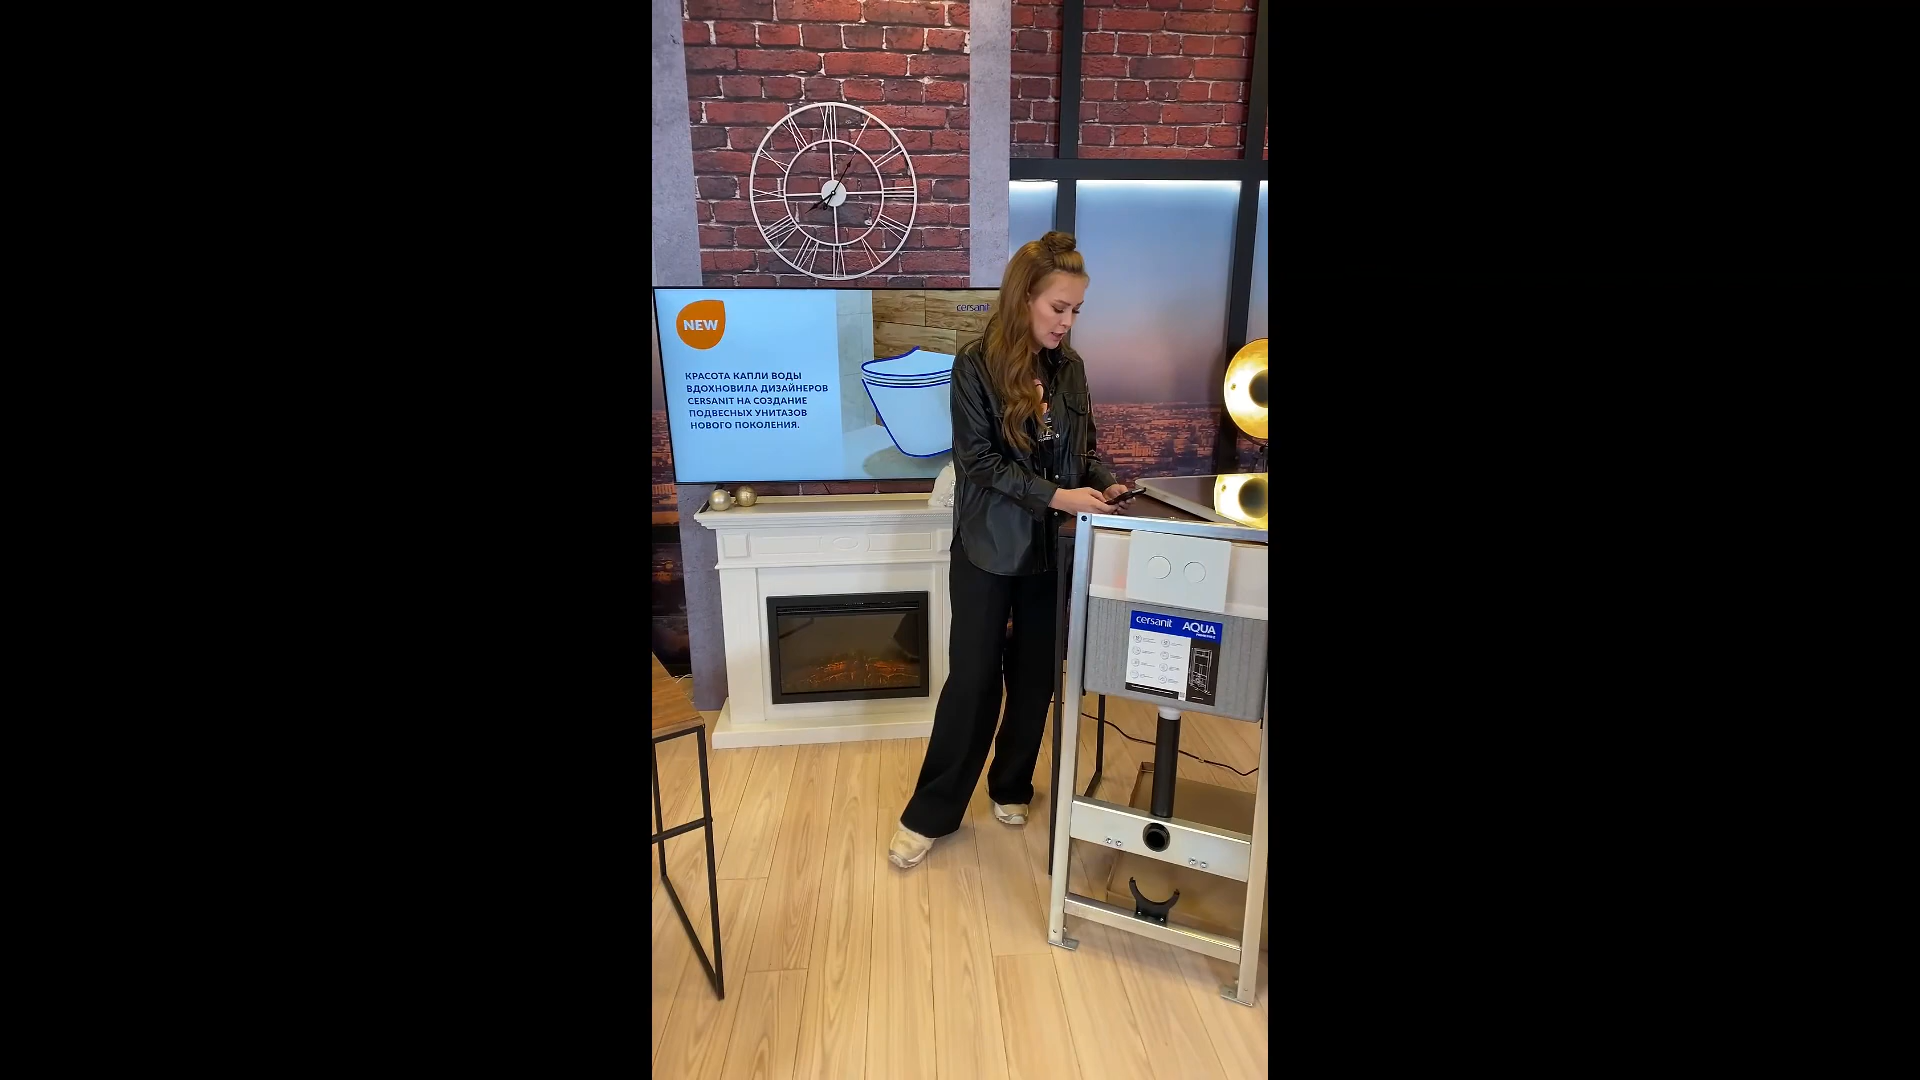 NEW
cersanit
КРАСОТА КАПЛИ ВОДЫ
ВДОХНОВИЛА ДИЗАЙНЕРОВ
CERSANIT НА СОЗДАНИЕ
ПОДВЕСНЫХ УНИТАЗОВ
НОВОГО ПОКОЛЕНИЯ.
cersanit AQUA